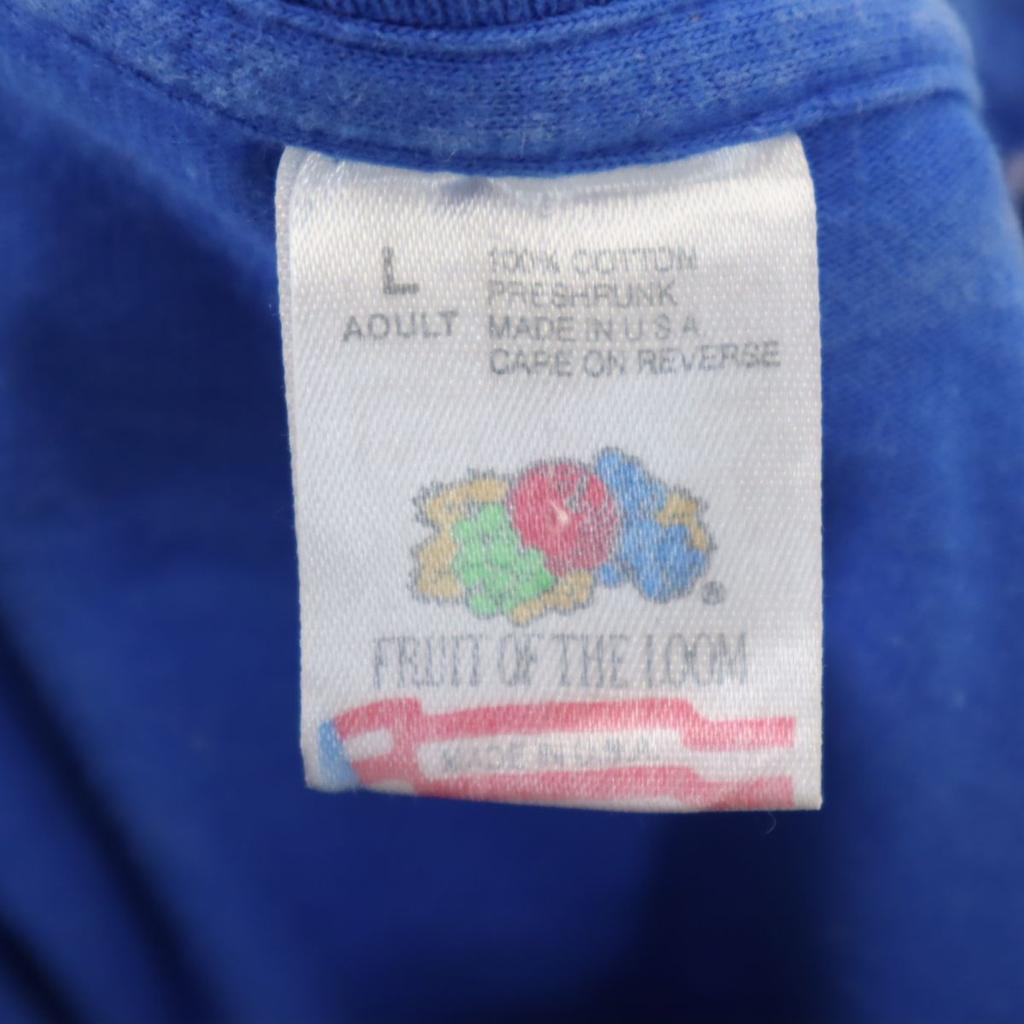 L
ADULT
100% COTTON
PRESHRUNK
MADE IN U.S.A.
CARE ON REVERSE
®
FRUIT OF THE LOOM
MADE IN U.S.A.